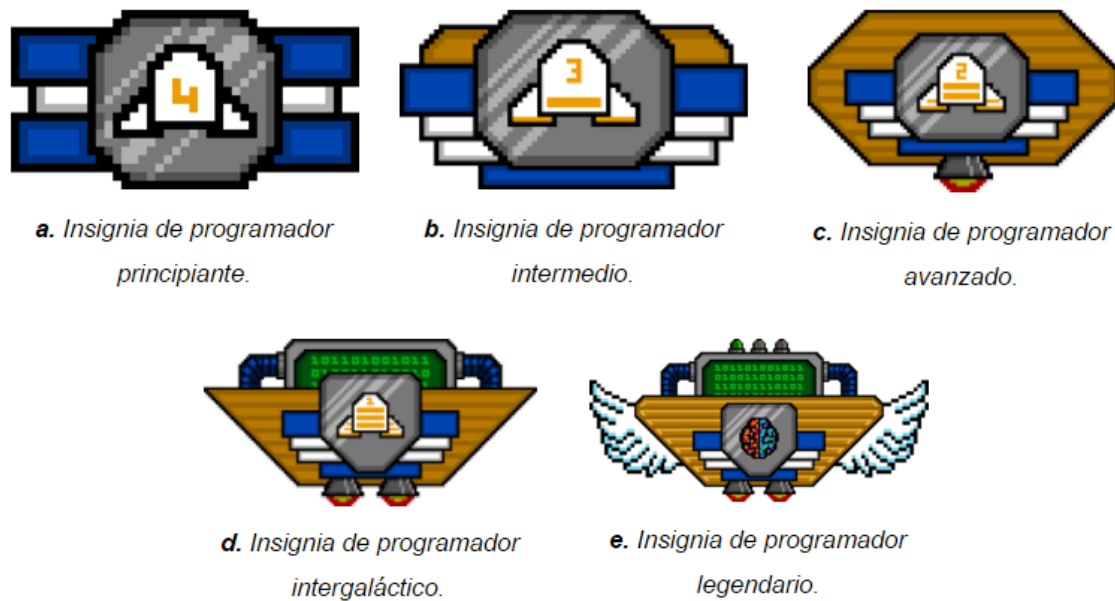 4
3
2
a. Insignia de programador
principiante.
b. Insignia de programador
intermedio.
c. Insignia de programador
avanzado.
101101001011
1
d. Insignia de programador
intergaláctico.
e. Insignia de programador
legendario.